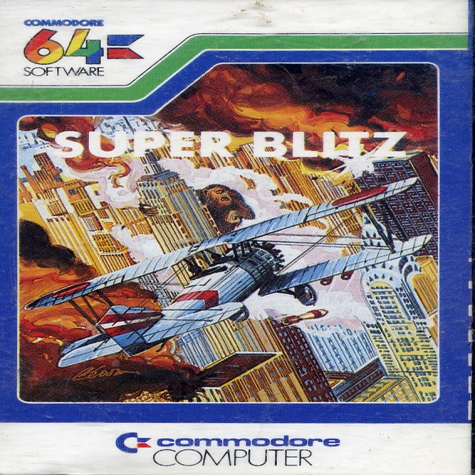 COMMODORE
64
SOFTWARE
SUPER BLITZ
commodore
COMPUTER